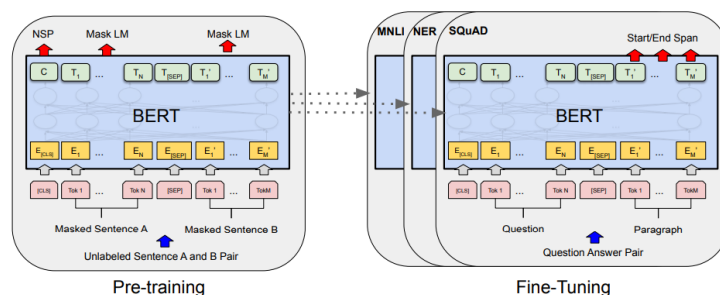 NSP Mask LM Mask LM
C T1 ... TN T[SEP] T1' ... TM'
BERT
E[CLS] E1 ... EN E[SEP] E1' ... EM'
[CLS] Tok 1 ... Tok N [SEP] Tok 1 ... TokM
Masked Sentence A Masked Sentence B
Unlabeled Sentence A and B Pair
Pre-training
MNLI NER SQuAD
Start/End Span
C T1 ... TN T[SEP] T1' ... TM'
BERT
E[CLS] E1 ... EN E[SEP] E1' ... EM'
[CLS] Tok 1 ... Tok N [SEP] Tok 1 ... TokM
Question Paragraph
Question Answer Pair
Fine-Tuning